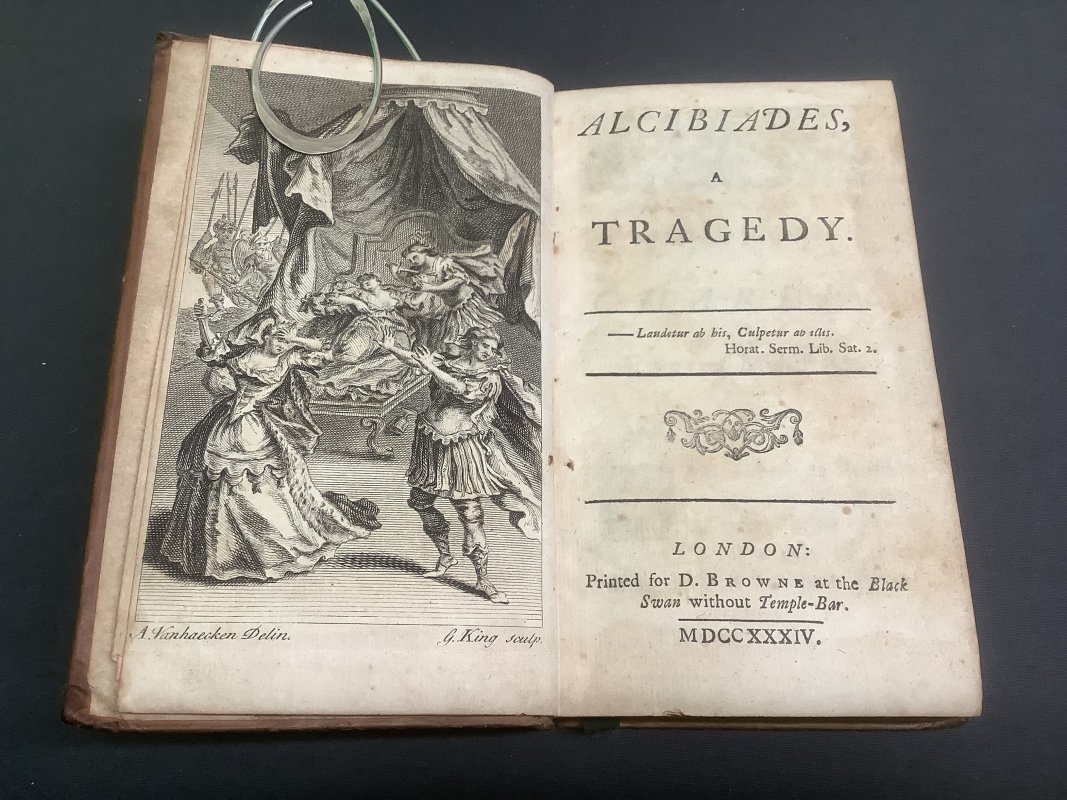 A. Vanhaecken Delin.
G. King sculp.
ALCIBIADES,
A
TRAGEDY.
—Laudetur ab his, Culpetur ab illis.
Horat. Serm. Lib. Sat. 2.
LONDON:
Printed for D. BROWNE at the Black
Swan without Temple-Bar.
MDCCXXXIV.